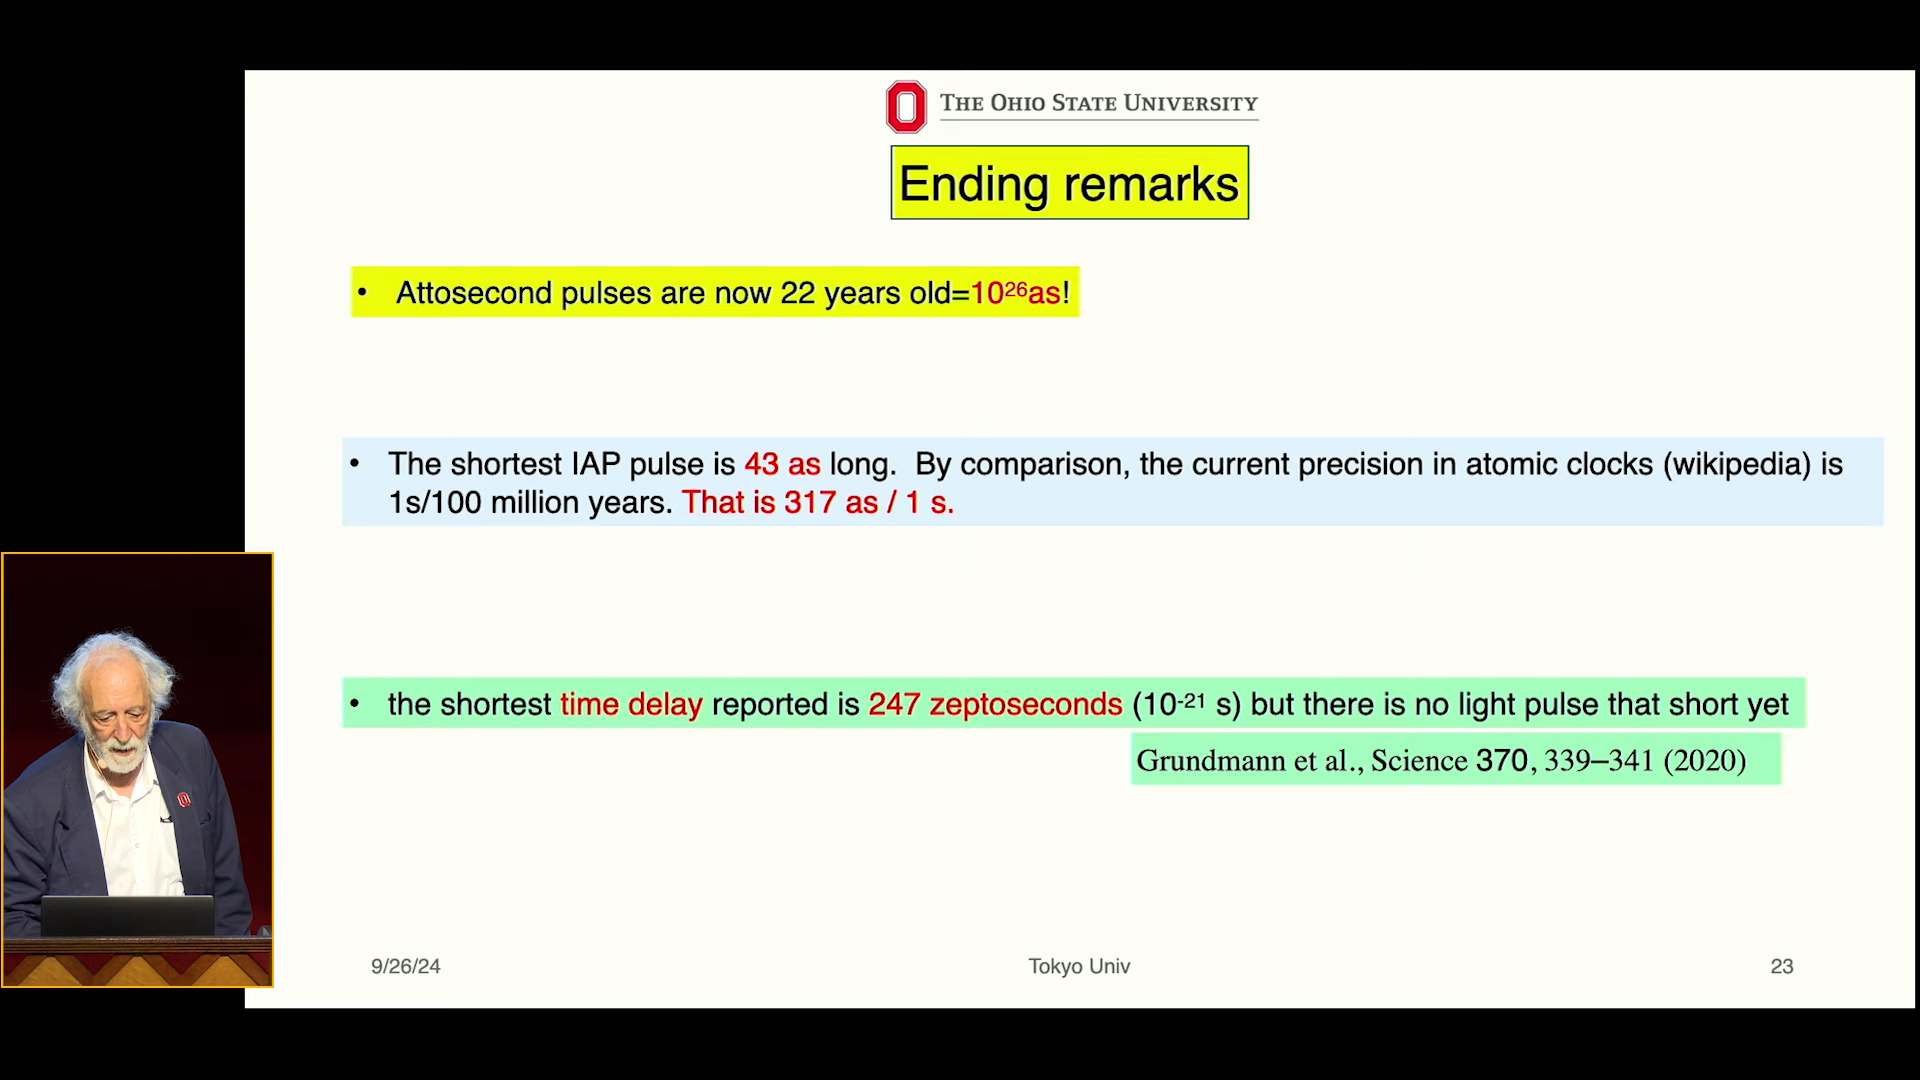 THE OHIO STATE UNIVERSITY
Ending remarks
• Attosecond pulses are now 22 years old=10²⁶as!
• The shortest IAP pulse is 43 as long. By comparison, the current precision in atomic clocks (wikipedia) is
1s/100 million years. That is 317 as / 1 s.
• the shortest time delay reported is 247 zeptoseconds (10⁻²¹ s) but there is no light pulse that short yet
Grundmann et al., Science 370, 339–341 (2020)
9/26/24
Tokyo Univ
23